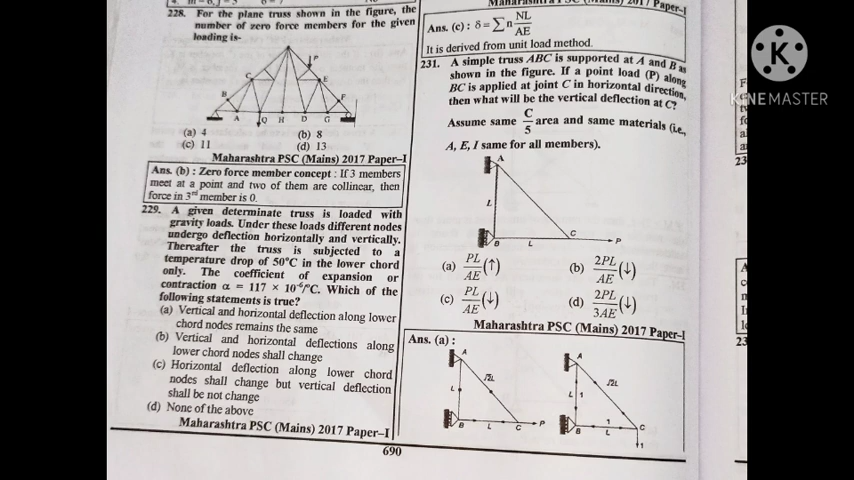 228. For the plane truss shown in the figure, the
number of zero force members for the given
loading is-
P
C
E
B
F
A
Q
H
D
G
(a) 4
(b) 8
(c) 11
(d) 13
Maharashtra PSC (Mains) 2017 Paper-I
Ans. (b) : Zero force member concept : If 3 members
meet at a point and two of them are collinear, then
force in 3rd member is 0.
229. A given determinate truss is loaded with
gravity loads. Under these loads different nodes
undergo deflection horizontally and vertically.
Thereafter the truss is subjected to a
temperature drop of 50°C in the lower chord
only. The coefficient of expansion or
contraction α = 117 × 10⁻⁶/°C. Which of the
following statements is true?
(a) Vertical and horizontal deflection along lower
chord nodes remains the same
(b) Vertical and horizontal deflections along
lower chord nodes shall change
(c) Horizontal deflection along lower chord
nodes shall change but vertical deflection
shall be not change
(d) None of the above
Maharashtra PSC (Mains) 2017 Paper–I
690
Maharashtra PSC (Mains) 2017 Paper-I
Ans. (c) : δ = ∑ n NL/AE
It is derived from unit load method.
231. A simple truss ABC is supported at A and B as
shown in the figure. If a point load (P) along
BC is applied at joint C in horizontal direction,
then what will be the vertical deflection at C?
Assume same C/5 area and same materials (i.e.,
A, E, I same for all members).
A
L
B
L
C
P
(a) PL/AE (↑)
(b) 2PL/AE (↓)
(c) PL/AE (↓)
(d) 2PL/3AE (↓)
Maharashtra PSC (Mains) 2017 Paper-I
Ans. (a) :
A
√2L
L
B
L
C
P
A
√2L
L
1
B
1
L
C
1
KINEMASTER